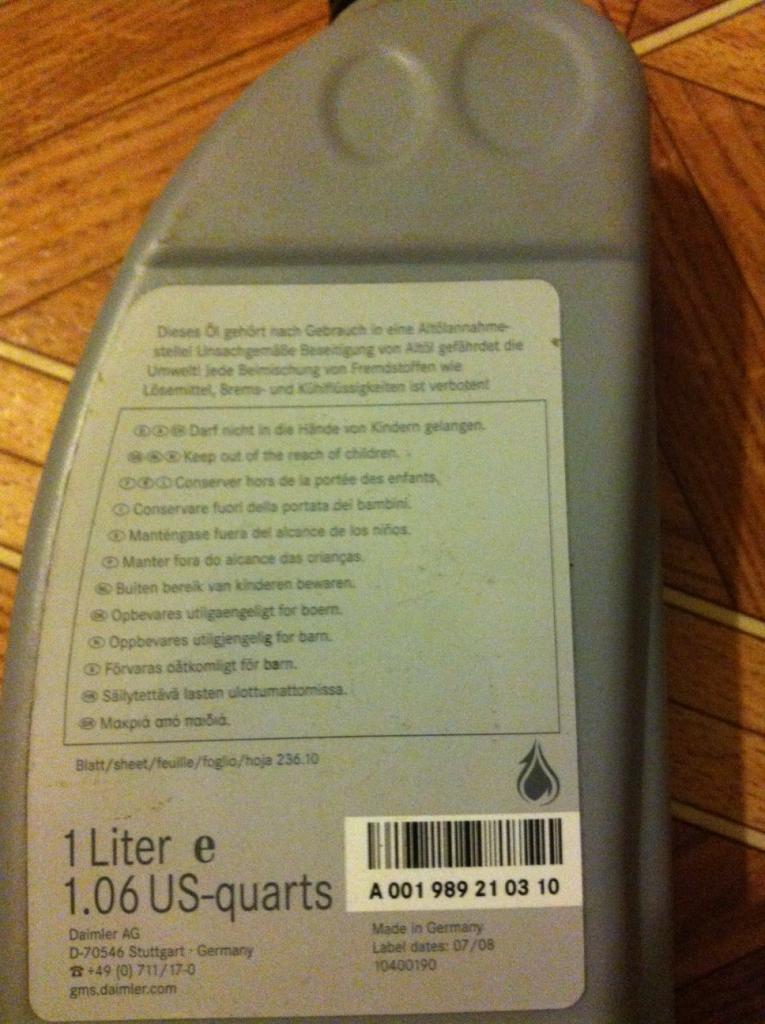 Dieses Öl gehört nach Gebrauch in eine Altölannahme-
stelle! Unsachgemäße Beseitigung von Altöl gefährdet die
Umwelt! Jede Beimischung von Fremdstoffen wie
Lösemittel, Brems- und Kühlflüssigkeiten ist verboten!
Darf nicht in die Hände von Kindern gelangen.
Keep out of the reach of children.
Conserver hors de la portée des enfants.
Conservare fuori della portata dei bambini.
Manténgase fuera del alcance de los niños.
Manter fora do alcance das crianças.
Buiten bereik van kinderen bewaren.
Opbevares utilgaengeligt for boern.
Oppbevares utilgjengelig for barn.
Förvaras oåtkomligt för barn.
Säilytettävä lasten ulottumattomissa.
Μακριά από παιδιά.
Blatt/sheet/feuille/foglio/hoja 236.10
1 Liter e
1.06 US-quarts
A 001 989 21 03 10
Daimler AG
D-70546 Stuttgart · Germany
☎ +49 (0) 711/17-0
gms.daimler.com
Made in Germany
Label dates: 07/08
10400190